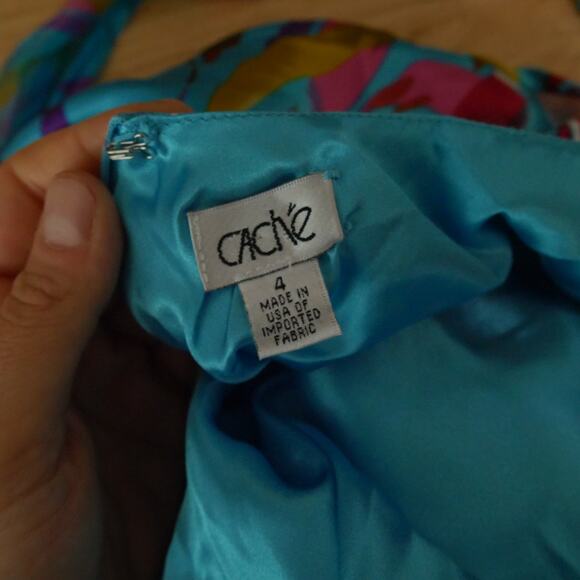 CACHÉ
4
MADE IN
USA OF
IMPORTED
FABRIC